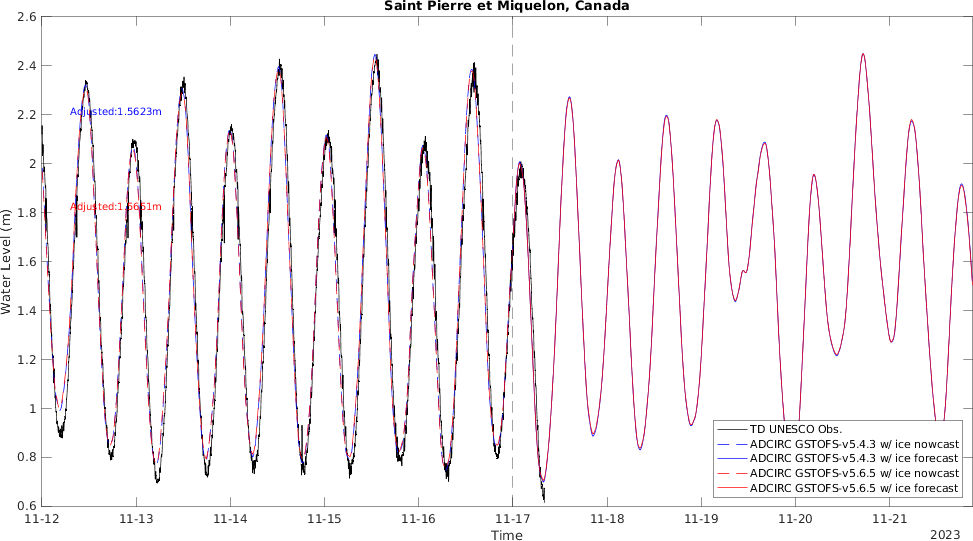 Saint Pierre et Miquelon, Canada
2.6
2.4
2.2
2
1.8
1.6
1.4
1.2
1
0.8
0.6
Water Level (m)
Adjusted:1.5623m
Adjusted:1.5661m
TD UNESCO Obs.
ADCIRC GSTOFS-v5.4.3 w/ ice nowcast
ADCIRC GSTOFS-v5.4.3 w/ ice forecast
ADCIRC GSTOFS-v5.6.5 w/ ice nowcast
ADCIRC GSTOFS-v5.6.5 w/ ice forecast
11-12 11-13 11-14 11-15 11-16 11-17 11-18 11-19 11-20 11-21
Time
2023